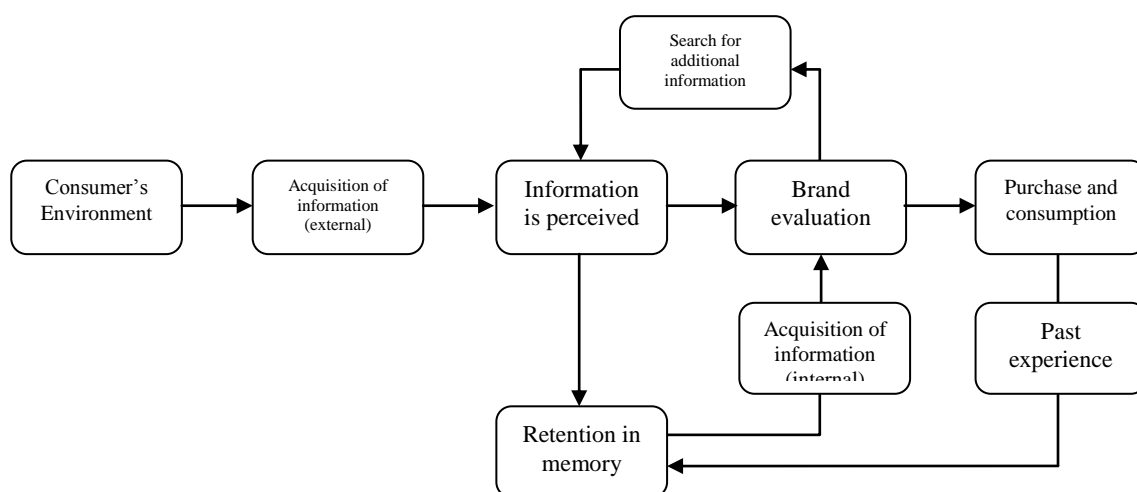 Search for
additional
information
Consumer's
Environment
Acquisition of
information
(external)
Information
is perceived
Brand
evaluation
Purchase and
consumption
Acquisition of
information
(internal)
Past
experience
Retention in
memory